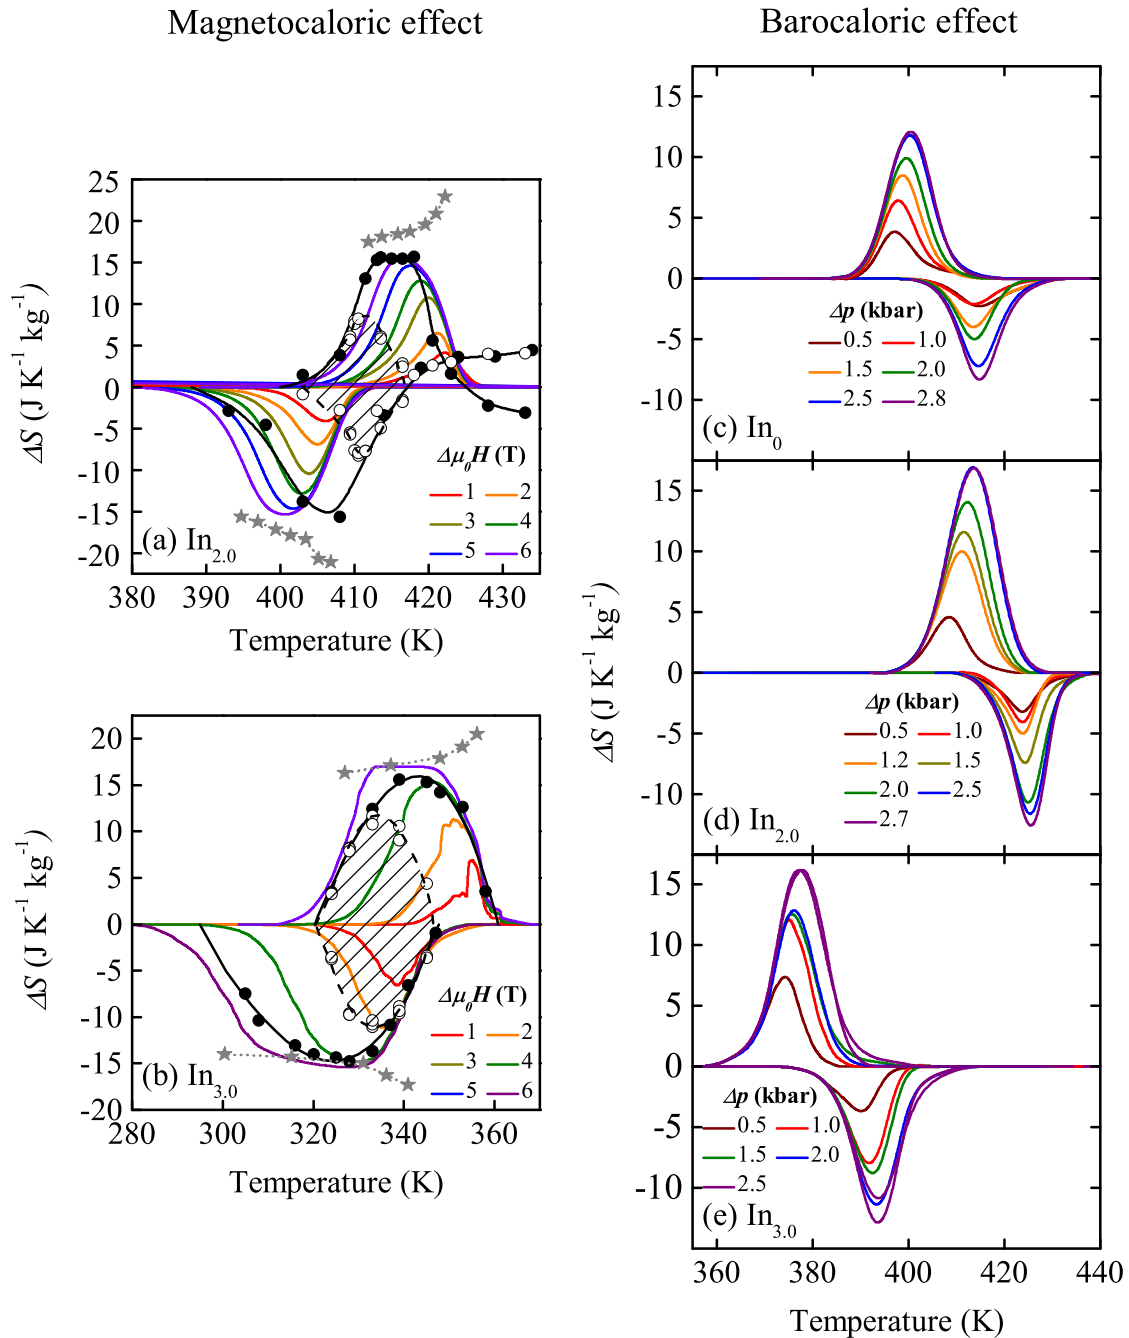 Magnetocaloric effect
Barocaloric effect
25
20
15
10
5
0
-5
-10
-15
-20
ΔS (J K⁻¹ kg⁻¹)
Δμ₀H (T)
1 2
3 4
5 6
(a) In₂.₀
380 390 400 410 420 430
Temperature (K)
20
15
10
5
0
-5
-10
-15
-20
ΔS (J K⁻¹ kg⁻¹)
Δμ₀H (T)
1 2
3 4
5 6
(b) In₃.₀
280 300 320 340 360
Temperature (K)
15
10
5
0
-5
-10
Δp (kbar)
0.5 1.0
1.5 2.0
2.5 2.8
(c) In₀
ΔS (J K⁻¹ kg⁻¹)
15
10
5
0
-5
-10
Δp (kbar)
0.5 1.0
1.2 1.5
2.0 2.5
2.7
(d) In₂.₀
15
10
5
0
-5
-10
Δp (kbar)
0.5 1.0
1.5 2.0
2.5
(e) In₃.₀
360 380 400 420 440
Temperature (K)